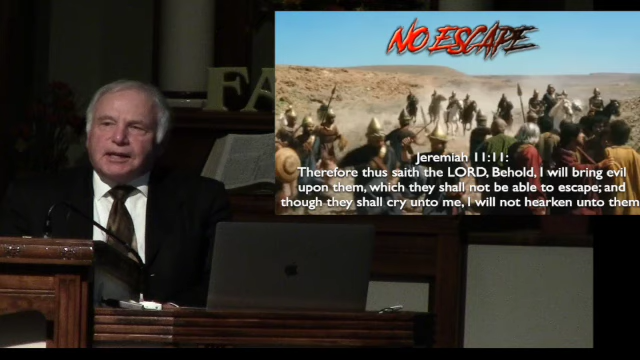 NO ESCAPE
FA
Jeremiah 11:11:
Therefore thus saith the LORD, Behold, I will bring evil
upon them, which they shall not be able to escape; and
though they shall cry unto me, I will not hearken unto them